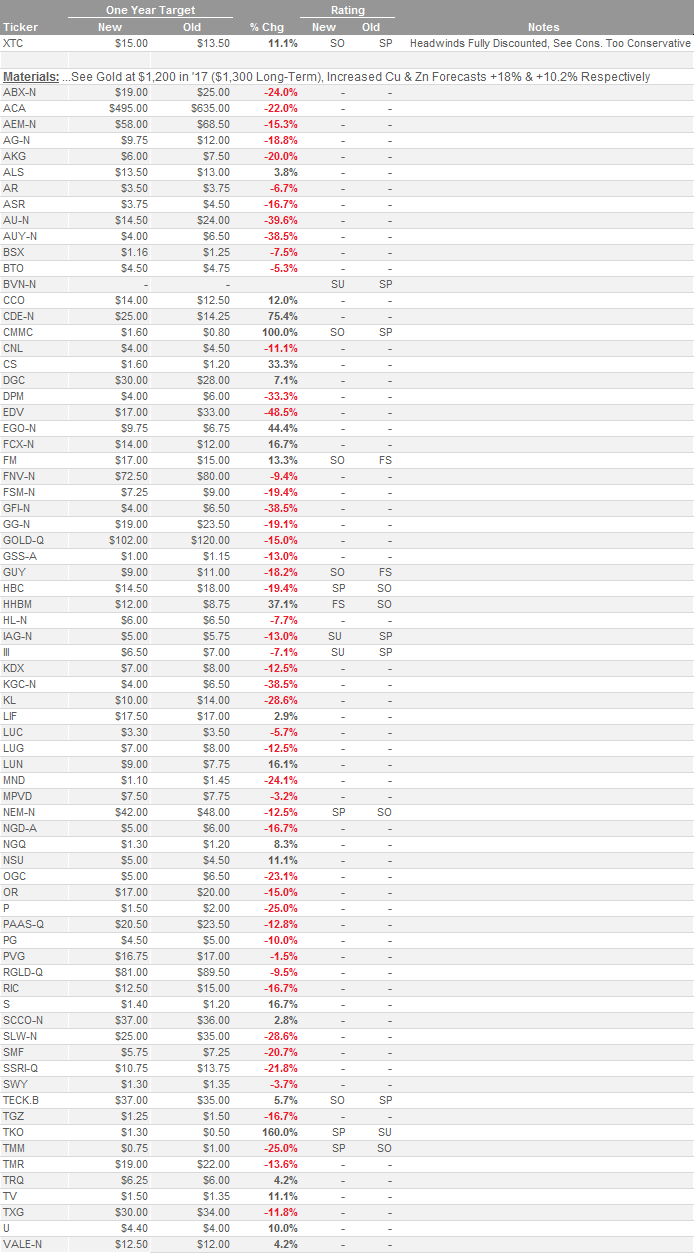 One Year Target Rating
Ticker New Old % Chg New Old Notes
XTC $15.00 $13.50 11.1% SO SP Headwinds Fully Discounted, See Cons. Too Conservative
Materials: ...See Gold at $1,200 in '17 ($1,300 Long-Term), Increased Cu & Zn Forecasts +18% & +10.2% Respectively
ABX-N $19.00 $25.00 -24.0% - -
ACA $495.00 $635.00 -22.0% - -
AEM-N $58.00 $68.50 -15.3% - -
AG-N $9.75 $12.00 -18.8% - -
AKG $6.00 $7.50 -20.0% - -
ALS $13.50 $13.00 3.8% - -
AR $3.50 $3.75 -6.7% - -
ASR $3.75 $4.50 -16.7% - -
AU-N $14.50 $24.00 -39.6% - -
AUY-N $4.00 $6.50 -38.5% - -
BSX $1.16 $1.25 -7.5% - -
BTO $4.50 $4.75 -5.3% - -
BVN-N - - SU SP
CCO $14.00 $12.50 12.0% - -
CDE-N $25.00 $14.25 75.4% - -
CMMC $1.60 $0.80 100.0% SO SP
CNL $4.00 $4.50 -11.1% - -
CS $1.60 $1.20 33.3% - -
DGC $30.00 $28.00 7.1% - -
DPM $4.00 $6.00 -33.3% - -
EDV $17.00 $33.00 -48.5% - -
EGO-N $9.75 $6.75 44.4% - -
FCX-N $14.00 $12.00 16.7% - -
FM $17.00 $15.00 13.3% SO FS
FNV-N $72.50 $80.00 -9.4% - -
FSM-N $7.25 $9.00 -19.4% - -
GFI-N $4.00 $6.50 -38.5% - -
GG-N $19.00 $23.50 -19.1% - -
GOLD-Q $102.00 $120.00 -15.0% - -
GSS-A $1.00 $1.15 -13.0% - -
GUY $9.00 $11.00 -18.2% SO FS
HBC $14.50 $18.00 -19.4% SP SO
HHBM $12.00 $8.75 37.1% FS SO
HL-N $6.00 $6.50 -7.7% - -
IAG-N $5.00 $5.75 -13.0% SU SP
III $6.50 $7.00 -7.1% SU SP
KDX $7.00 $8.00 -12.5% - -
KGC-N $4.00 $6.50 -38.5% - -
KL $10.00 $14.00 -28.6% - -
LIF $17.50 $17.00 2.9% - -
LUC $3.30 $3.50 -5.7% - -
LUG $7.00 $8.00 -12.5% - -
LUN $9.00 $7.75 16.1% - -
MND $1.10 $1.45 -24.1% - -
MPVD $7.50 $7.75 -3.2% - -
NEM-N $42.00 $48.00 -12.5% SP SO
NGD-A $5.00 $6.00 -16.7% - -
NGQ $1.30 $1.20 8.3% - -
NSU $5.00 $4.50 11.1% - -
OGC $5.00 $6.50 -23.1% - -
OR $17.00 $20.00 -15.0% - -
P $1.50 $2.00 -25.0% - -
PAAS-Q $20.50 $23.50 -12.8% - -
PG $4.50 $5.00 -10.0% - -
PVG $16.75 $17.00 -1.5% - -
RGLD-Q $81.00 $89.50 -9.5% - -
RIC $12.50 $15.00 -16.7% - -
S $1.40 $1.20 16.7% - -
SCCO-N $37.00 $36.00 2.8% - -
SLW-N $25.00 $35.00 -28.6% - -
SMF $5.75 $7.25 -20.7% - -
SSRI-Q $10.75 $13.75 -21.8% - -
SWY $1.30 $1.35 -3.7% - -
TECK.B $37.00 $35.00 5.7% SO SP
TGZ $1.25 $1.50 -16.7% - -
TKO $1.30 $0.50 160.0% SP SU
TMM $0.75 $1.00 -25.0% SP SO
TMR $19.00 $22.00 -13.6% - -
TRQ $6.25 $6.00 4.2% - -
TV $1.50 $1.35 11.1% - -
TXG $30.00 $34.00 -11.8% - -
U $4.40 $4.00 10.0% - -
VALE-N $12.50 $12.00 4.2% - -